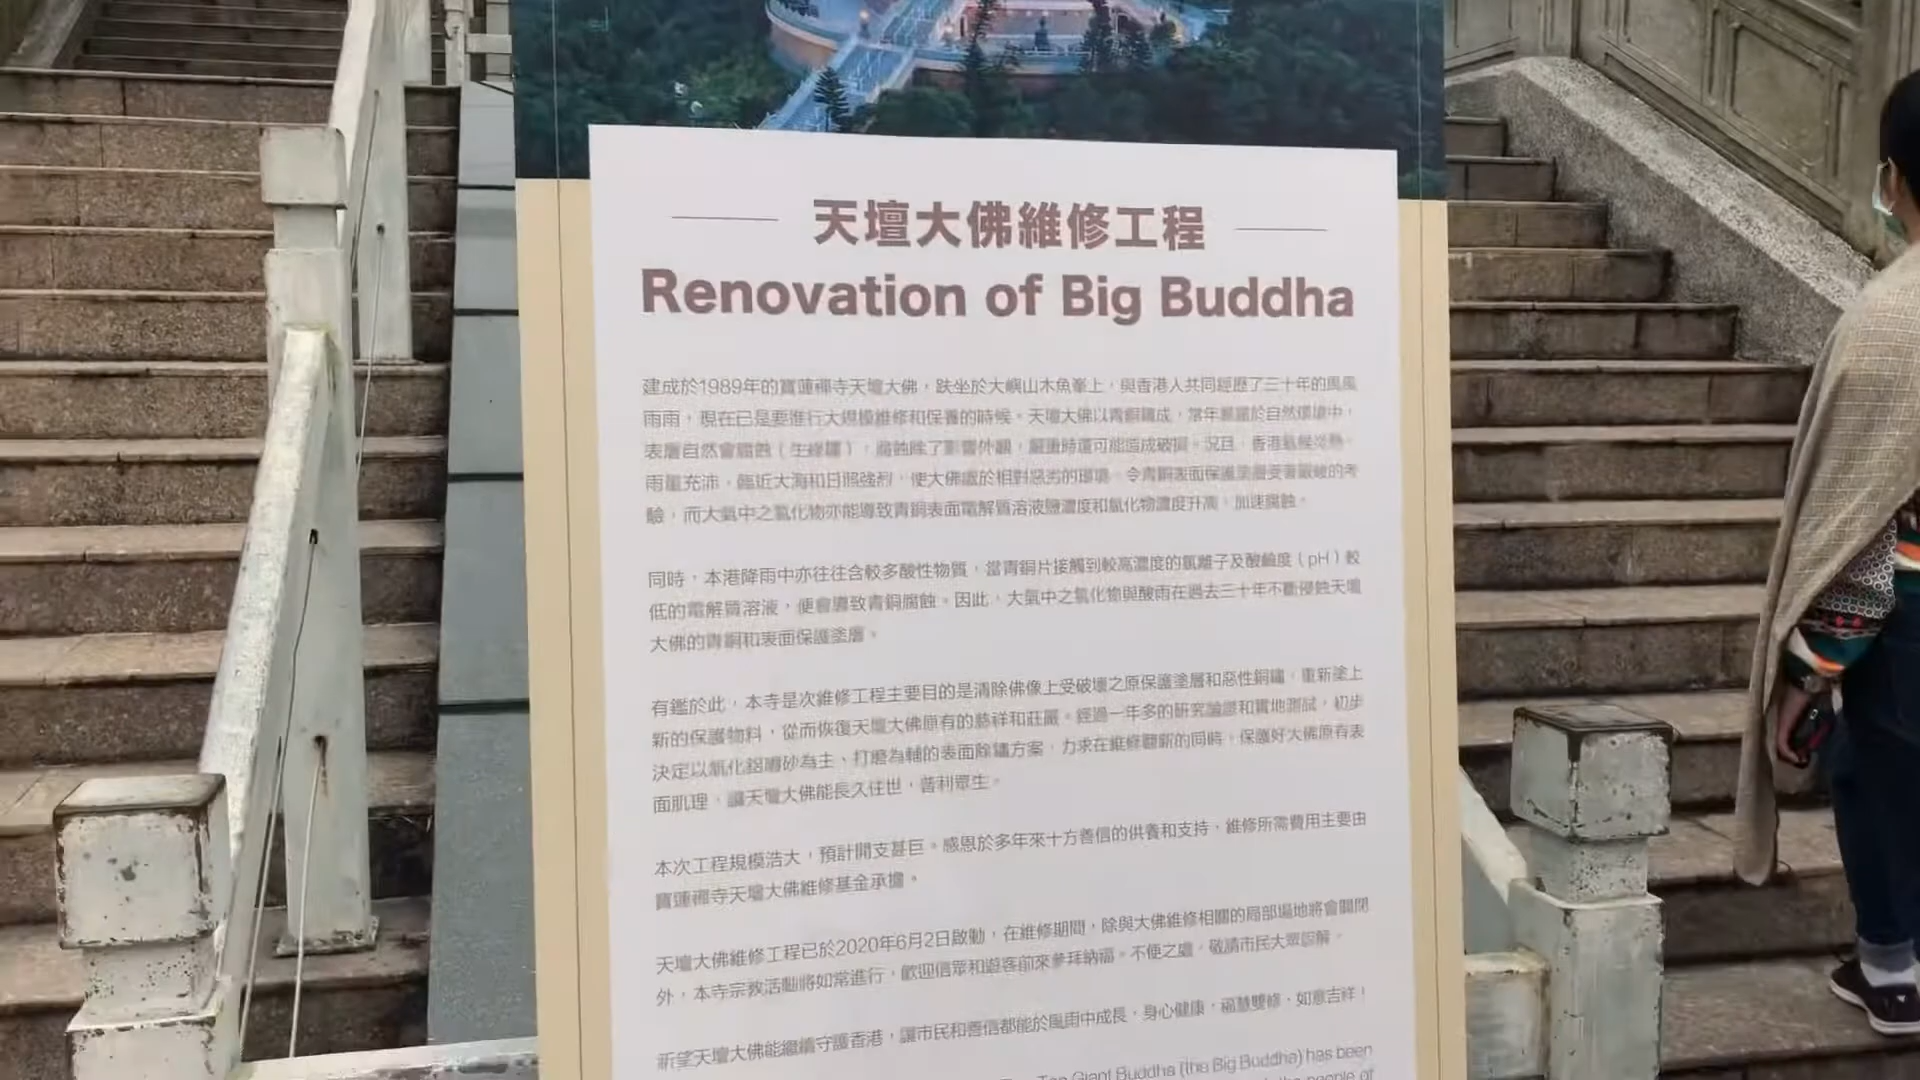 天壇大佛維修工程
Renovation of Big Buddha
建成於1989年的寶蓮禪寺天壇大佛，趺坐於大嶼山木魚峯上，與香港人共同經歷了三十年的風風
雨雨，現在已是要進行大規模維修和保養的時候。天壇大佛以青銅鑄成，常年暴露於自然環境中，
表層自然會腐蝕（生綠鏽），腐蝕除了影響外觀，嚴重時還可能造成破損。況且，香港氣候炎熱，
雨量充沛，臨近大海和日照強烈，使大佛處於相對惡劣的環境，令青銅表面保護塗層受著嚴峻的考
驗，而大氣中之氯化物亦能導致青銅表面電解質溶液鹽濃度和氯化物濃度升高，加速腐蝕。
同時，本港降雨中亦往往含較多酸性物質，當青銅片接觸到較高濃度的氯離子及酸鹼度（pH）較
低的電解質溶液，便會導致青銅腐蝕。因此，大氣中之氯化物與酸雨在過去三十年不斷侵蝕天壇
大佛的青銅和表面保護塗層。
有鑑於此，本寺是次維修工程主要目的是清除佛像上受破壞之原保護塗層和惡性銅鏽，重新塗上
新的保護物料，從而恢復天壇大佛原有的慈祥和莊嚴。經過一年多的研究論證和實地測試，初步
決定以氧化鋁噴砂為主、打磨為輔的表面除鏽方案，力求在維修翻新的同時，保護好大佛原有表
面肌理，讓天壇大佛能長久住世，普利眾生。
本次工程規模浩大，預計開支甚巨。感恩於多年來十方善信的供養和支持，維修所需費用主要由
寶蓮禪寺天壇大佛維修基金承擔。
天壇大佛維修工程已於2020年6月2日啟動，在維修期間，除與大佛維修相關的局部場地將會關閉
外，本寺宗教活動將如常進行，歡迎信眾和遊客前來參拜納福。不便之處，敬請市民大眾諒解。
祈望天壇大佛能繼續守護香港，讓市民和善信都能於風雨中成長，身心健康，福慧雙修，如意吉祥！
Tan Giant Buddha (the Big Buddha) has been
the people of